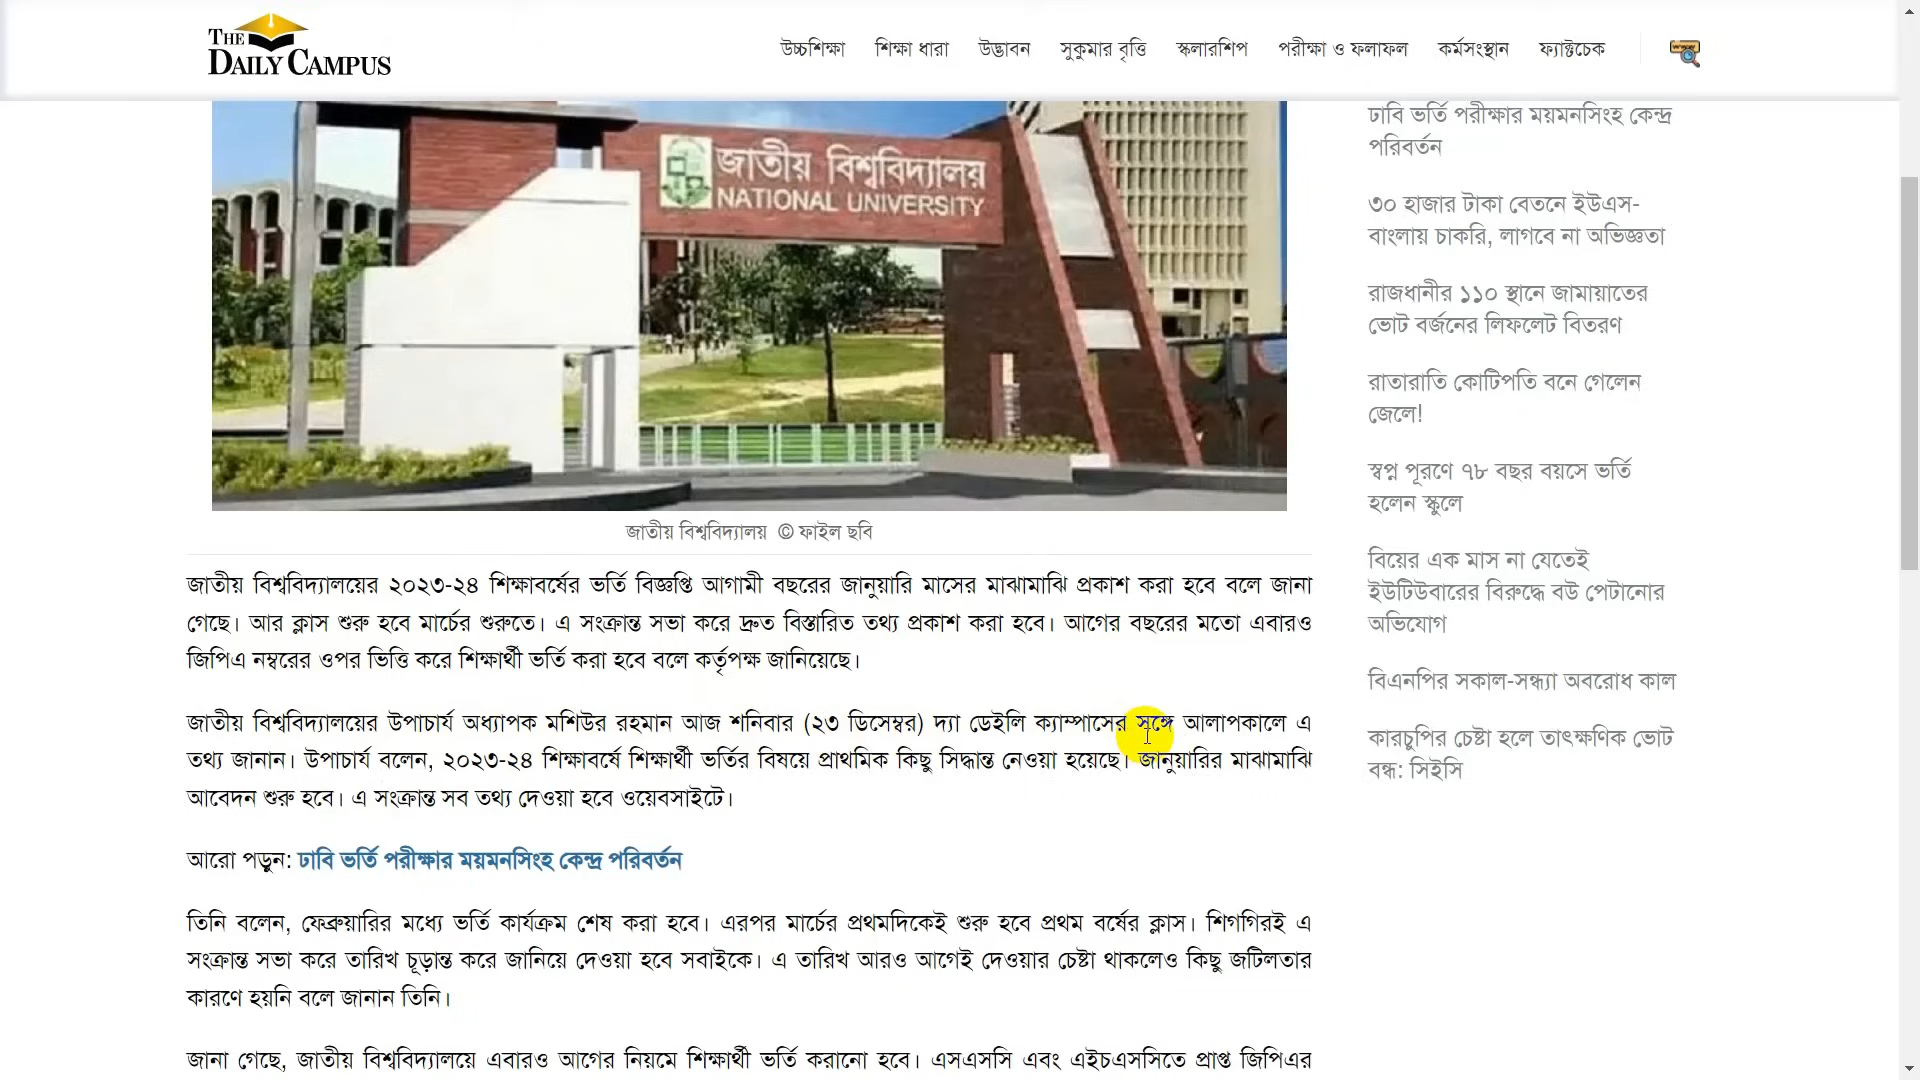 THE
DAILY CAMPUS
উচ্চশিক্ষা শিক্ষা ধারা উদ্ভাবন সুকুমার বৃত্তি স্কলারশিপ পরীক্ষা ও ফলাফল কর্মসংস্থান ফ্যাক্টচেক
জাতীয় বিশ্ববিদ্যালয়
NATIONAL UNIVERSITY
জাতীয় বিশ্ববিদ্যালয় © ফাইল ছবি
জাতীয় বিশ্ববিদ্যালয়ের ২০২৩-২৪ শিক্ষাবর্ষের ভর্তি বিজ্ঞপ্তি আগামী বছরের জানুয়ারি মাসের মাঝামাঝি প্রকাশ করা হবে বলে জানা
গেছে। আর ক্লাস শুরু হবে মার্চের শুরুতে। এ সংক্রান্ত সভা করে দ্রুত বিস্তারিত তথ্য প্রকাশ করা হবে। আগের বছরের মতো এবারও
জিপিএ নম্বরের ওপর ভিত্তি করে শিক্ষার্থী ভর্তি করা হবে বলে কর্তৃপক্ষ জানিয়েছে।
জাতীয় বিশ্ববিদ্যালয়ের উপাচার্য অধ্যাপক মশিউর রহমান আজ শনিবার (২৩ ডিসেম্বর) দ্যা ডেইলি ক্যাম্পাসের সঙ্গে আলাপকালে এ
তথ্য জানান। উপাচার্য বলেন, ২০২৩-২৪ শিক্ষাবর্ষে শিক্ষার্থী ভর্তির বিষয়ে প্রাথমিক কিছু সিদ্ধান্ত নেওয়া হয়েছে। জানুয়ারির মাঝামাঝি
আবেদন শুরু হবে। এ সংক্রান্ত সব তথ্য দেওয়া হবে ওয়েবসাইটে।
আরো পড়ুন: ঢাবি ভর্তি পরীক্ষার ময়মনসিংহ কেন্দ্র পরিবর্তন
তিনি বলেন, ফেব্রুয়ারির মধ্যে ভর্তি কার্যক্রম শেষ করা হবে। এরপর মার্চের প্রথমদিকেই শুরু হবে প্রথম বর্ষের ক্লাস। শিগগিরই এ
সংক্রান্ত সভা করে তারিখ চূড়ান্ত করে জানিয়ে দেওয়া হবে সবাইকে। এ তারিখ আরও আগেই দেওয়ার চেষ্টা থাকলেও কিছু জটিলতার
কারণে হয়নি বলে জানান তিনি।
জানা গেছে, জাতীয় বিশ্ববিদ্যালয়ে এবারও আগের নিয়মে শিক্ষার্থী ভর্তি করানো হবে। এসএসসি এবং এইচএসসিতে প্রাপ্ত জিপিএর
ঢাবি ভর্তি পরীক্ষার ময়মনসিংহ কেন্দ্র
পরিবর্তন
৩০ হাজার টাকা বেতনে ইউএস-
বাংলায় চাকরি, লাগবে না অভিজ্ঞতা
রাজধানীর ১১০ স্থানে জামায়াতের
ভোট বর্জনের লিফলেট বিতরণ
রাতারাতি কোটিপতি বনে গেলেন
জেলে!
স্বপ্ন পূরণে ৭৮ বছর বয়সে ভর্তি
হলেন স্কুলে
বিয়ের এক মাস না যেতেই
ইউটিউবারের বিরুদ্ধে বউ পেটানোর
অভিযোগ
বিএনপির সকাল-সন্ধ্যা অবরোধ কাল
কারচুপির চেষ্টা হলে তাৎক্ষণিক ভোট
বন্ধ: সিইসি